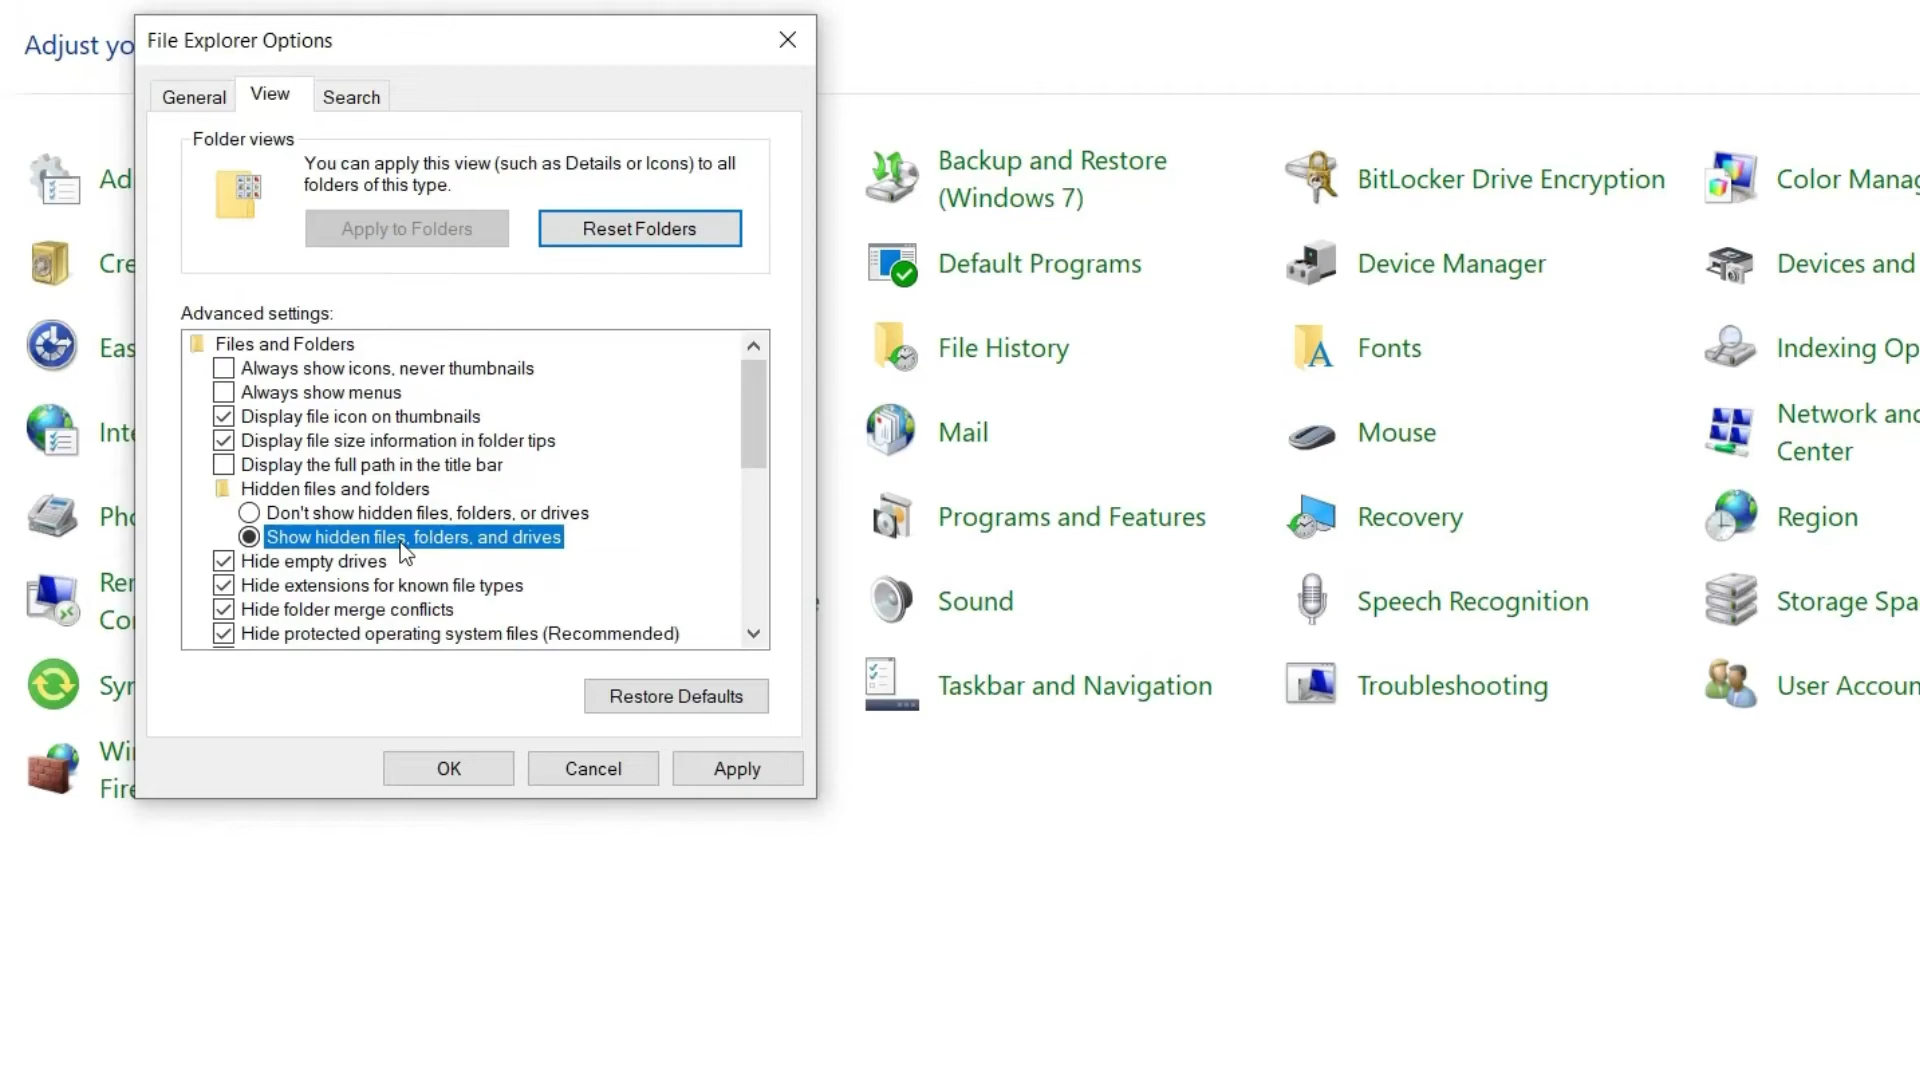 Adjust yo
File Explorer Options
General
View
Search
Folder views
You can apply this view (such as Details or Icons) to all
folders of this type.
Apply to Folders
Reset Folders
Advanced settings:
Files and Folders
Always show icons, never thumbnails
Always show menus
Display file icon on thumbnails
Display file size information in folder tips
Display the full path in the title bar
Hidden files and folders
Don't show hidden files, folders, or drives
Show hidden files, folders, and drives
Hide empty drives
Hide extensions for known file types
Hide folder merge conflicts
Hide protected operating system files (Recommended)
Restore Defaults
OK
Cancel
Apply
Ad
Cre
Eas
Inte
Pho
Rer
Co
Syn
Wi
Fire
Backup and Restore
(Windows 7)
BitLocker Drive Encryption
Color Manag
Default Programs
Device Manager
Devices and
File History
Fonts
Indexing Op
Mail
Mouse
Network and
Center
Programs and Features
Recovery
Region
Sound
Speech Recognition
Storage Spa
Taskbar and Navigation
Troubleshooting
User Accoun